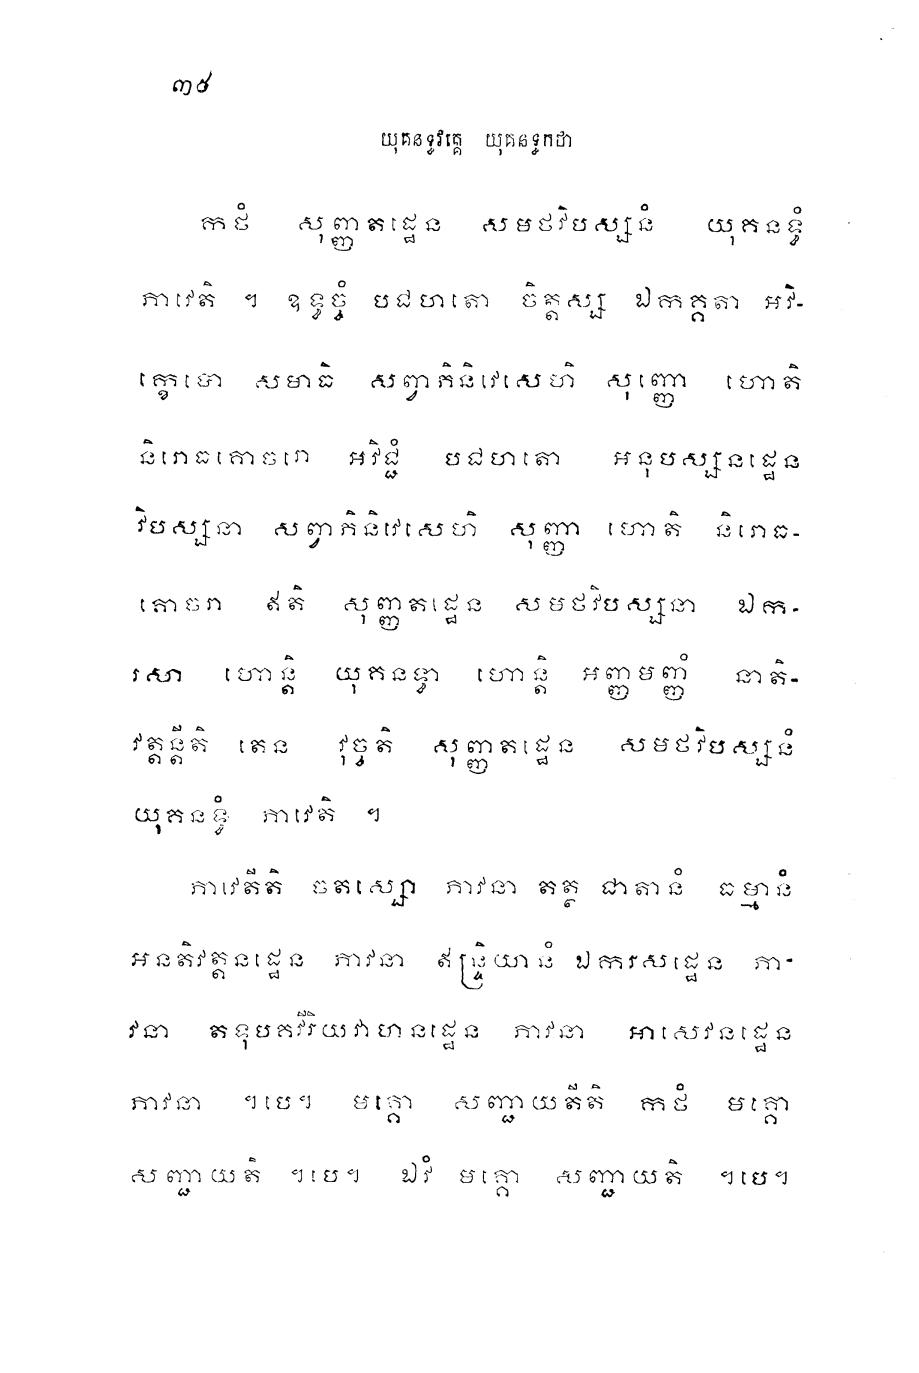 ៣៥
យុគនទ្ធវគ្គេ យុគនទ្ធកថា
កថំ សុញ្ញតដ្ឋេន សមថវិបស្សនំ យុគនទ្ធំ
ភាវេតិ ។ ឧទ្ធច្ចំ បជហតោ ចិត្តស្ស ឯកគ្គតា អវិ-
ក្ខេបោ សមាធិ សព្វាភិនិវេសេហិ សុញ្ញោ ហោតិ
និរោធគោចរោ អវិជ្ជំ បជហតោ អនុបស្សនដ្ឋេន
វិបស្សនា សព្វាភិនិវេសេហិ សុញ្ញា ហោតិ និរោធ-
គោចរា ឥតិ សុញ្ញតដ្ឋេន សមថវិបស្សនា ឯក-
រសា ហោន្តិ យុគនទ្ធា ហោន្តិ អញ្ញមញ្ញំ នាតិ-
វត្តន្តីតិ តេន វុច្ចតិ សុញ្ញតដ្ឋេន សមថវិបស្សនំ
យុគនទ្ធំ ភាវេតិ ។
ភាវេតីតិ ចតស្សោ ភាវនា តត្ថ ជាតានំ ធម្មានំ
អនតិវត្តនដ្ឋេន ភាវនា ឥន្ទ្រិយានំ ឯករសដ្ឋេន ភា-
វនា តទុបគវីរិយវាហនដ្ឋេន ភាវនា អាសេវនដ្ឋេន
ភាវនា ។បេ។ មគ្គោ សញ្ជាយតីតិ កថំ មគ្គោ
សញ្ជាយតិ ។បេ។ ឯវំ មគ្គោ សញ្ជាយតិ ។បេ។